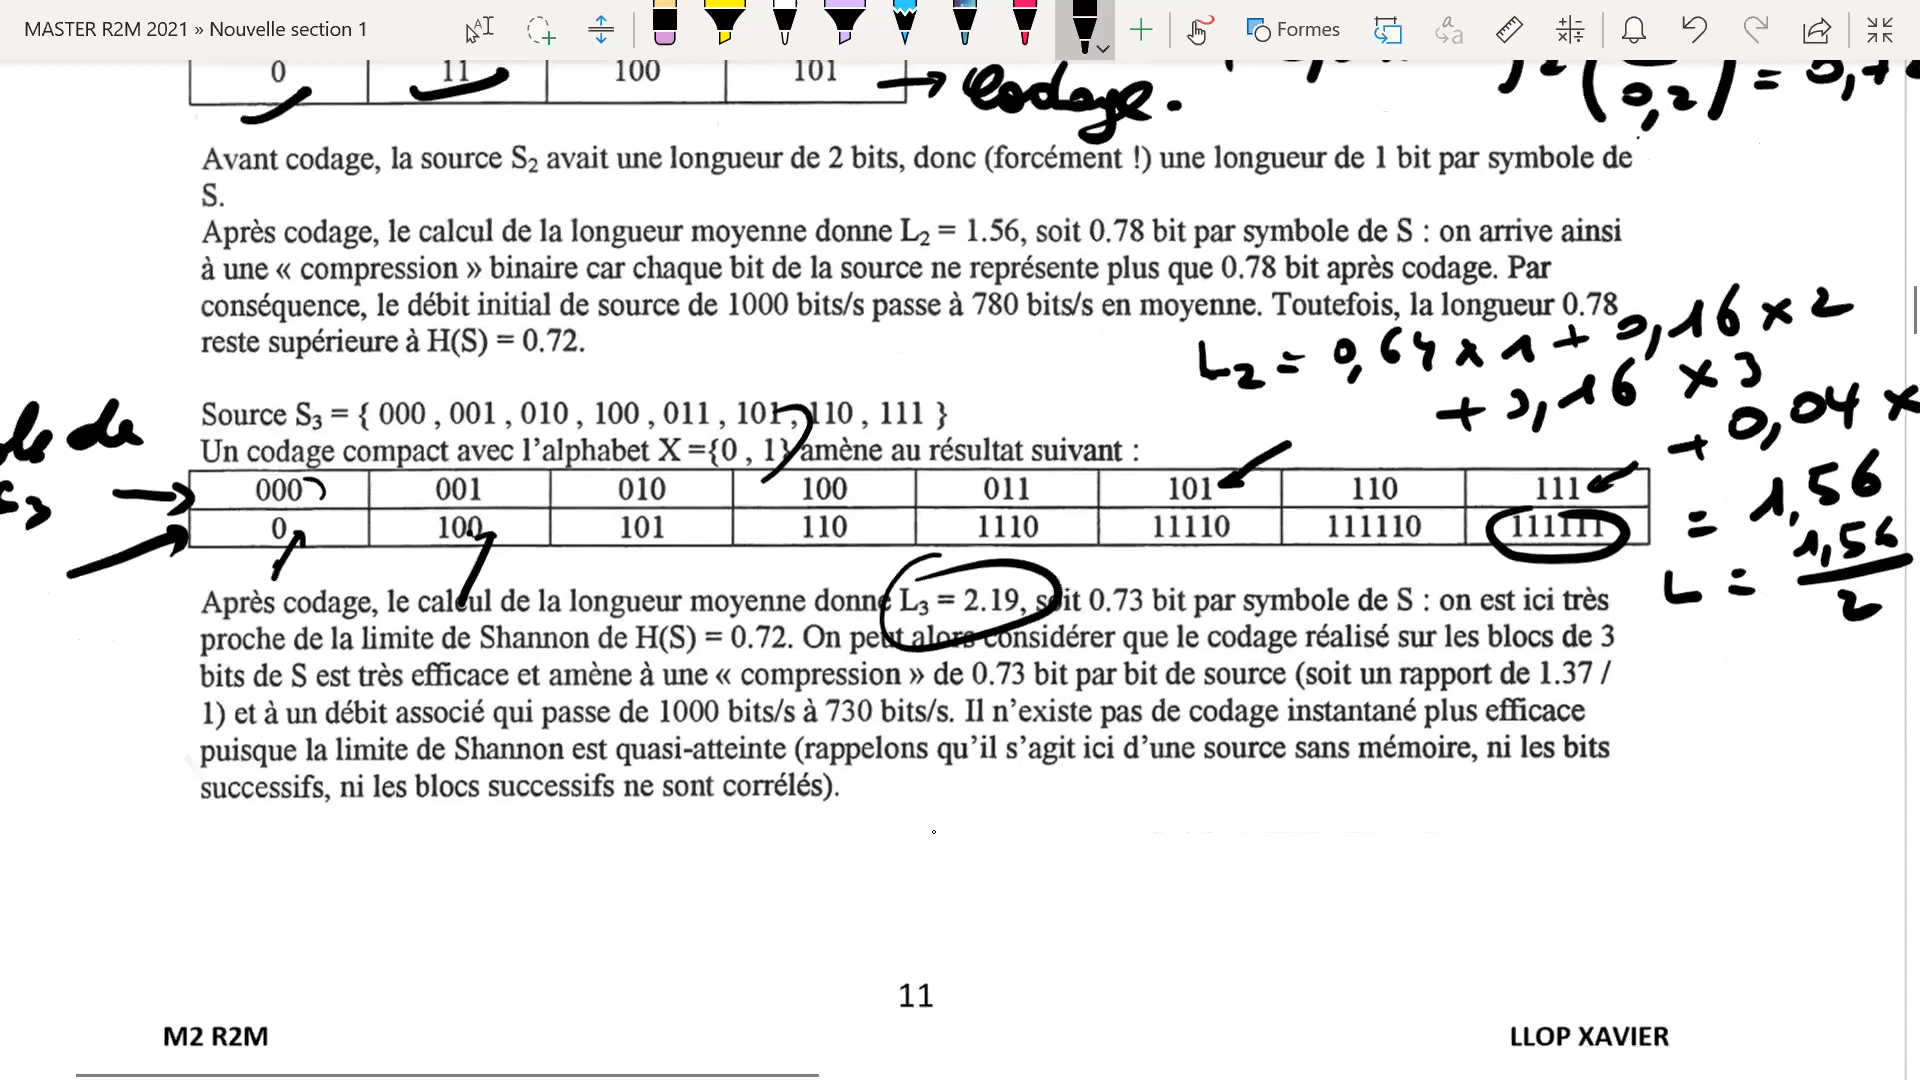 MASTER R2M 2021 » Nouvelle section 1
Formes
0 11 100 101
→ Codage.
0,2
Avant codage, la source S₂ avait une longueur de 2 bits, donc (forcément !) une longueur de 1 bit par symbole de
S.
Après codage, le calcul de la longueur moyenne donne L₂ = 1.56, soit 0.78 bit par symbole de S : on arrive ainsi
à une « compression » binaire car chaque bit de la source ne représente plus que 0.78 bit après codage. Par
conséquence, le débit initial de source de 1000 bits/s passe à 780 bits/s en moyenne. Toutefois, la longueur 0.78
reste supérieure à H(S) = 0.72.
L₂ = 0,64 x 1 + 0,16 x 2
+ 0,16 x 3
+ 0,04 x
= 1,56
L = 1,56
2
de
Source S₃ = { 000 , 001 , 010 , 100 , 011 , 101, 110 , 111 }
Un codage compact avec l'alphabet X ={0 , 1} amène au résultat suivant :
000 001 010 100 011 101 110 111
0 100 101 110 1110 11110 111110 111111
Après codage, le calcul de la longueur moyenne donne L₃ = 2.19, soit 0.73 bit par symbole de S : on est ici très
proche de la limite de Shannon de H(S) = 0.72. On peut alors considérer que le codage réalisé sur les blocs de 3
bits de S est très efficace et amène à une « compression » de 0.73 bit par bit de source (soit un rapport de 1.37 /
1) et à un débit associé qui passe de 1000 bits/s à 730 bits/s. Il n'existe pas de codage instantané plus efficace
puisque la limite de Shannon est quasi-atteinte (rappelons qu'il s'agit ici d'une source sans mémoire, ni les bits
successifs, ni les blocs successifs ne sont corrélés).
11
M2 R2M
LLOP XAVIER